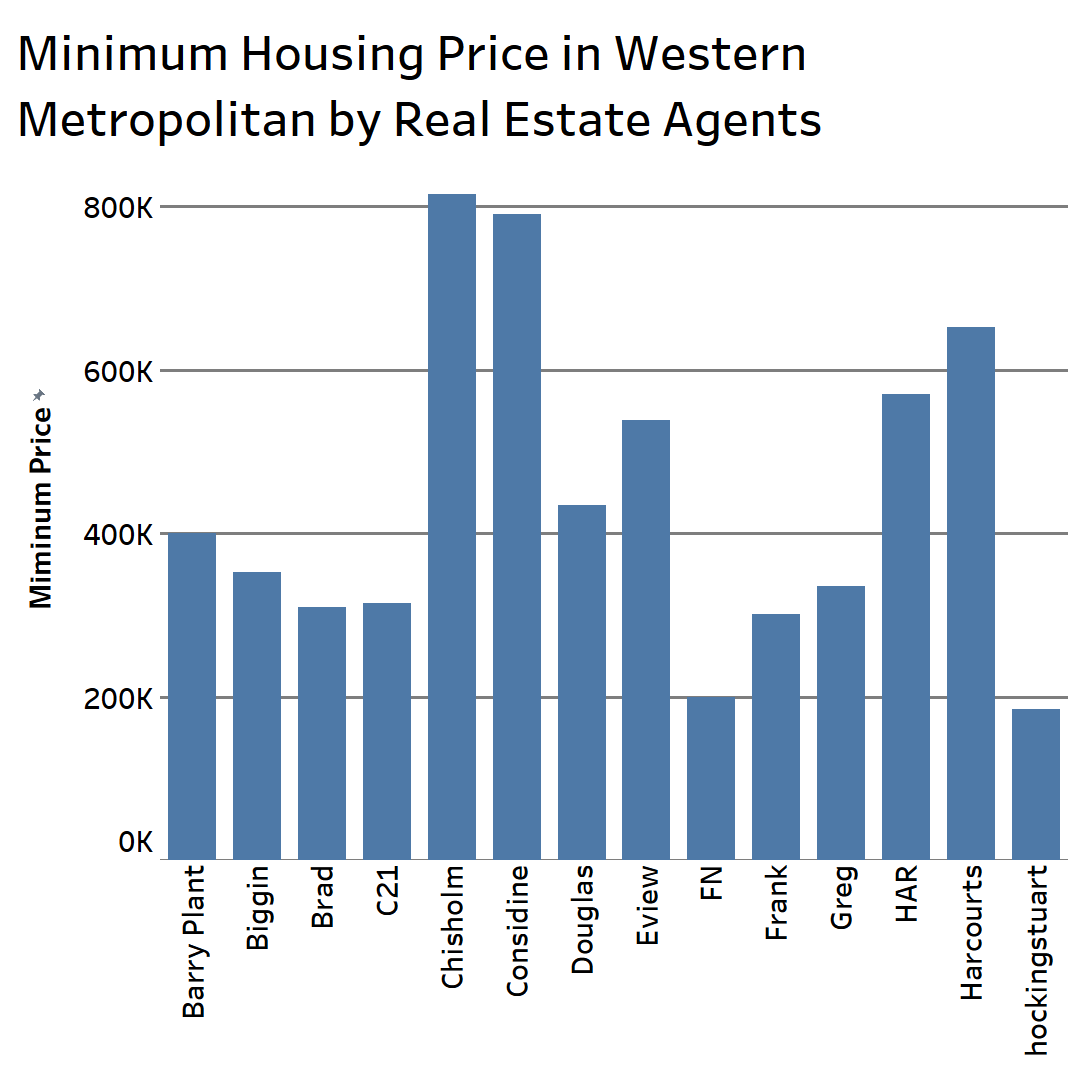 Minimum Housing Price in Western
Metropolitan by Real Estate Agents
800K
600K
400K
200K
0K
Miminum Price
Barry Plant
Biggin
Brad
C21
Chisholm
Considine
Douglas
Eview
FN
Frank
Greg
HAR
Harcourts
hockingstuart